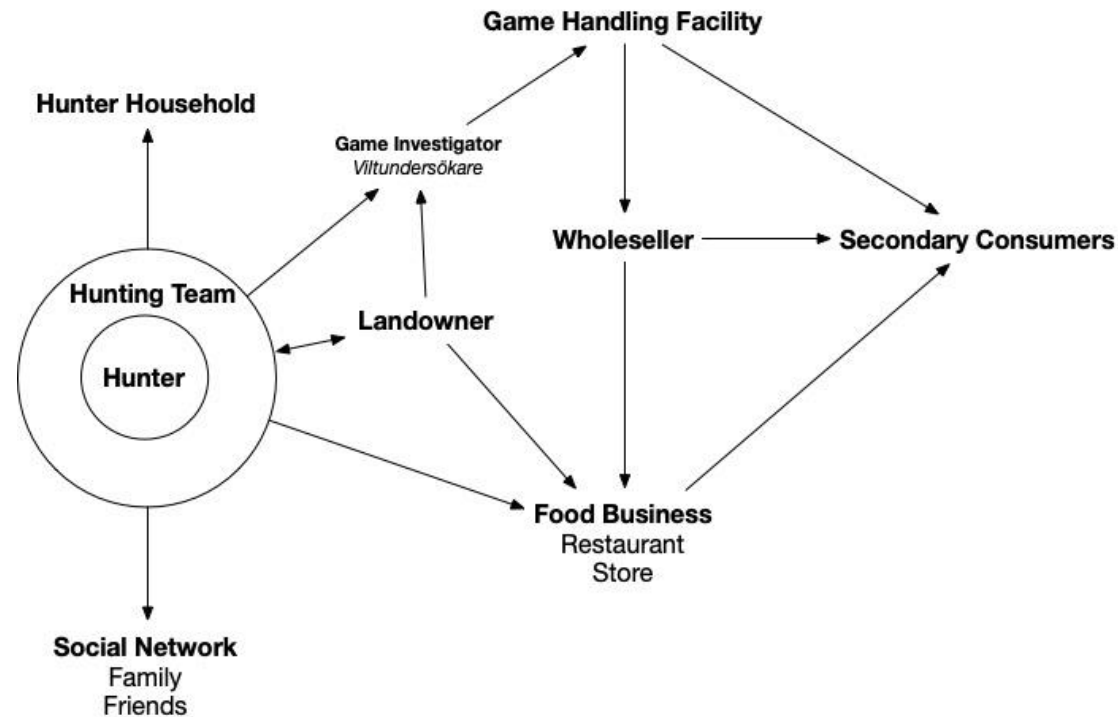 Game Handling Facility
Hunter Household
Game Investigator
Viltundersökare
Wholeseller
Secondary Consumers
Hunting Team
Landowner
Hunter
Food Business
Restaurant
Store
Social Network
Family
Friends